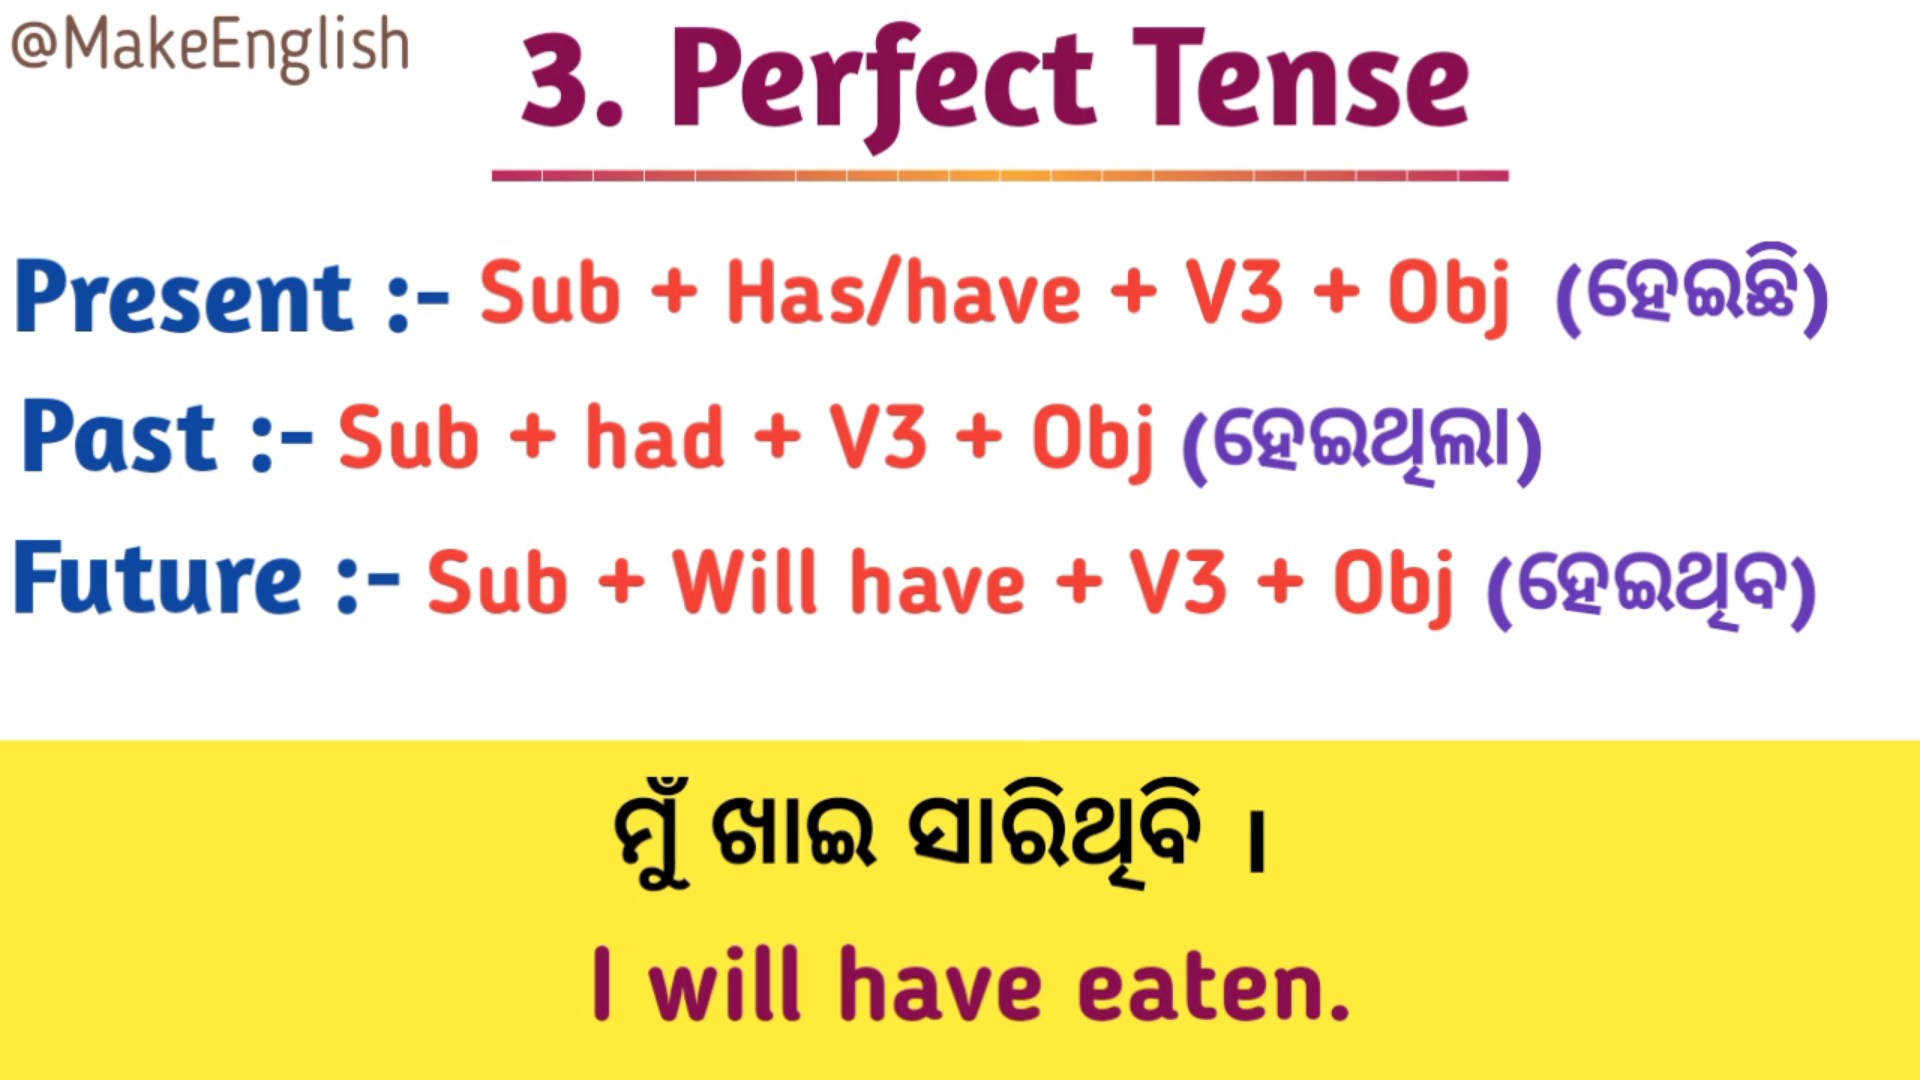 @MakeEnglish
3. Perfect Tense
Present :- Sub + Has/have + V3 + Obj (ହେଇଛି)
Past :- Sub + had + V3 + Obj (ହେଇଥିଲା)
Future :- Sub + Will have + V3 + Obj (ହେଇଥିବ)
ମୁଁ ଖାଇ ସାରିଥିବି ।
I will have eaten.